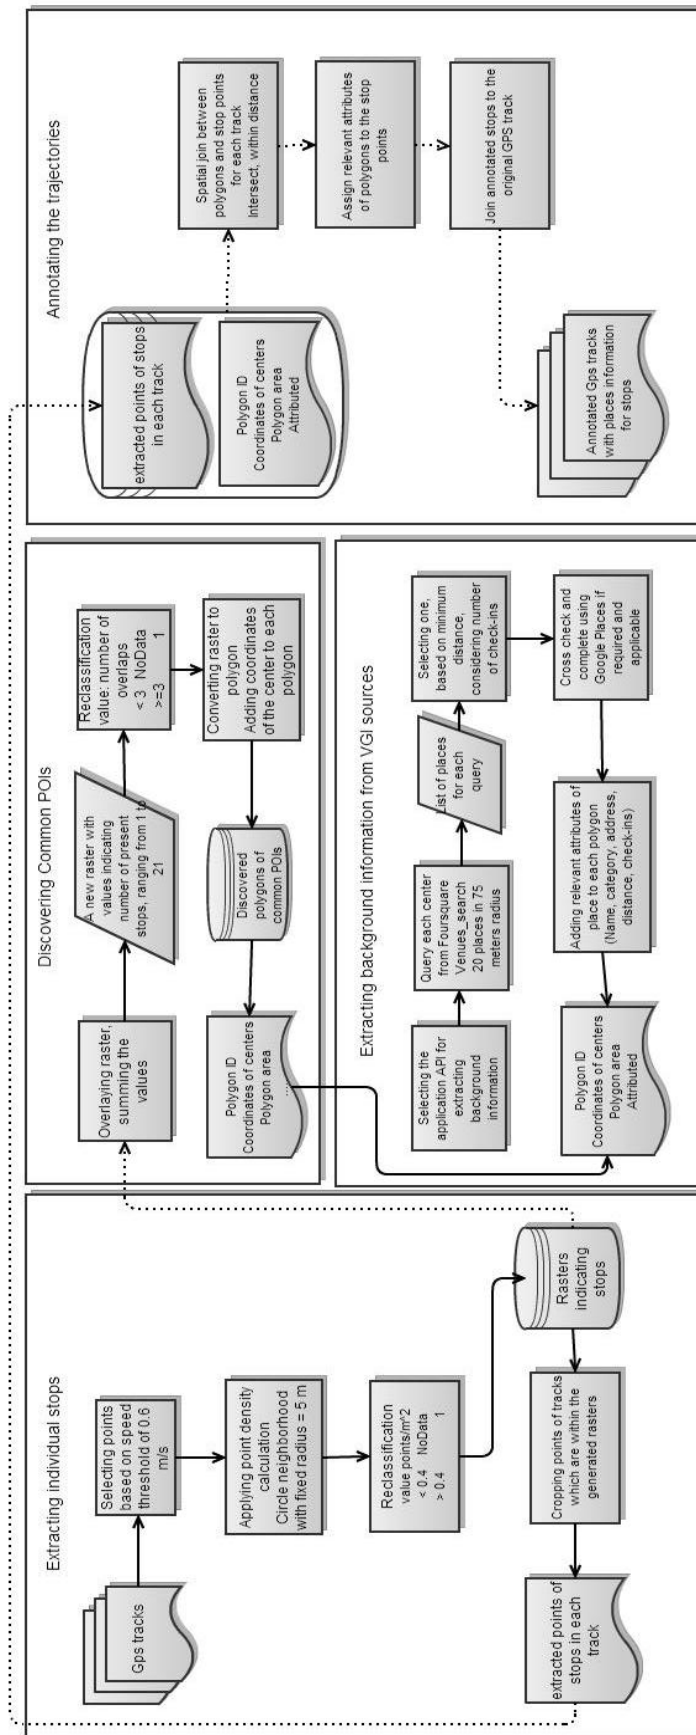 Extracting individual stops
Gps tracks
Selecting points
based on speed
threshold of 0.6
m/s
Applying point density
calculation
Circle neighborhood
with fixed radius = 5 m
Reclassification
value points/m^2
< 0.4 NoData
> 0.4 1
Rasters
indicating
stops
Cropping points of tracks
which are within the
generated rasters
extracted points of
stops in each
track
Discovering Common POIs
Overlaying raster,
summing the
values
A new raster with
values indicating
number of present
stops, ranging from 1 to
21
Reclassification
value: number of
overlaps
< 3 NoData
>=3 1
Converting raster to
polygon
Adding coordinates
of the center to each
polygon
Discovered
polygons of
common POIs
Polygon ID
Coordinates of centers
Polygon area
Extracting background information from VGI sources
Selecting the
application API for
extracting
background
information
Query each center
from Foursquare
Venues_search
20 places in 75
meters radius
List of places
for each
query
Selecting one,
based on minimum
distance,
considering number
of check-ins
Cross check and
complete using
Google Places if
required and
applicable
Adding relevant attributes of
place to each polygon
(Name, category, address,
distance, check-ins)
Polygon ID
Coordinates of centers
Polygon area
Attributed
Annotating the trajectories
extracted points of stops
in each track
Polygon ID
Coordinates of centers
Polygon area
Attributed
Spatial join between
polygons and stop points
for each track
Intersect, within distance
Assign relevant attributes
of polygons to the stop
points
Join annotated stops to the
original GPS track
Annotated Gps tracks
with places information
for stops